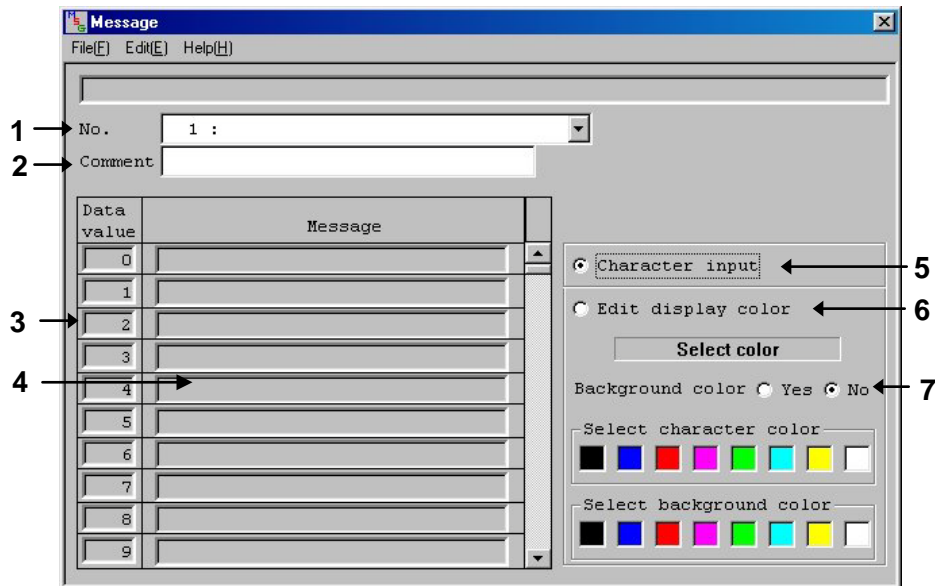 MSG Message
File(F) Edit(E) Help(H)
1 No. 1 :
2 Comment
Data value Message
0
1
3 2
3
4 4
5
6
7
8
9
Character input 5
Edit display color 6
Select color
Background color Yes No 7
Select character color
Select background color